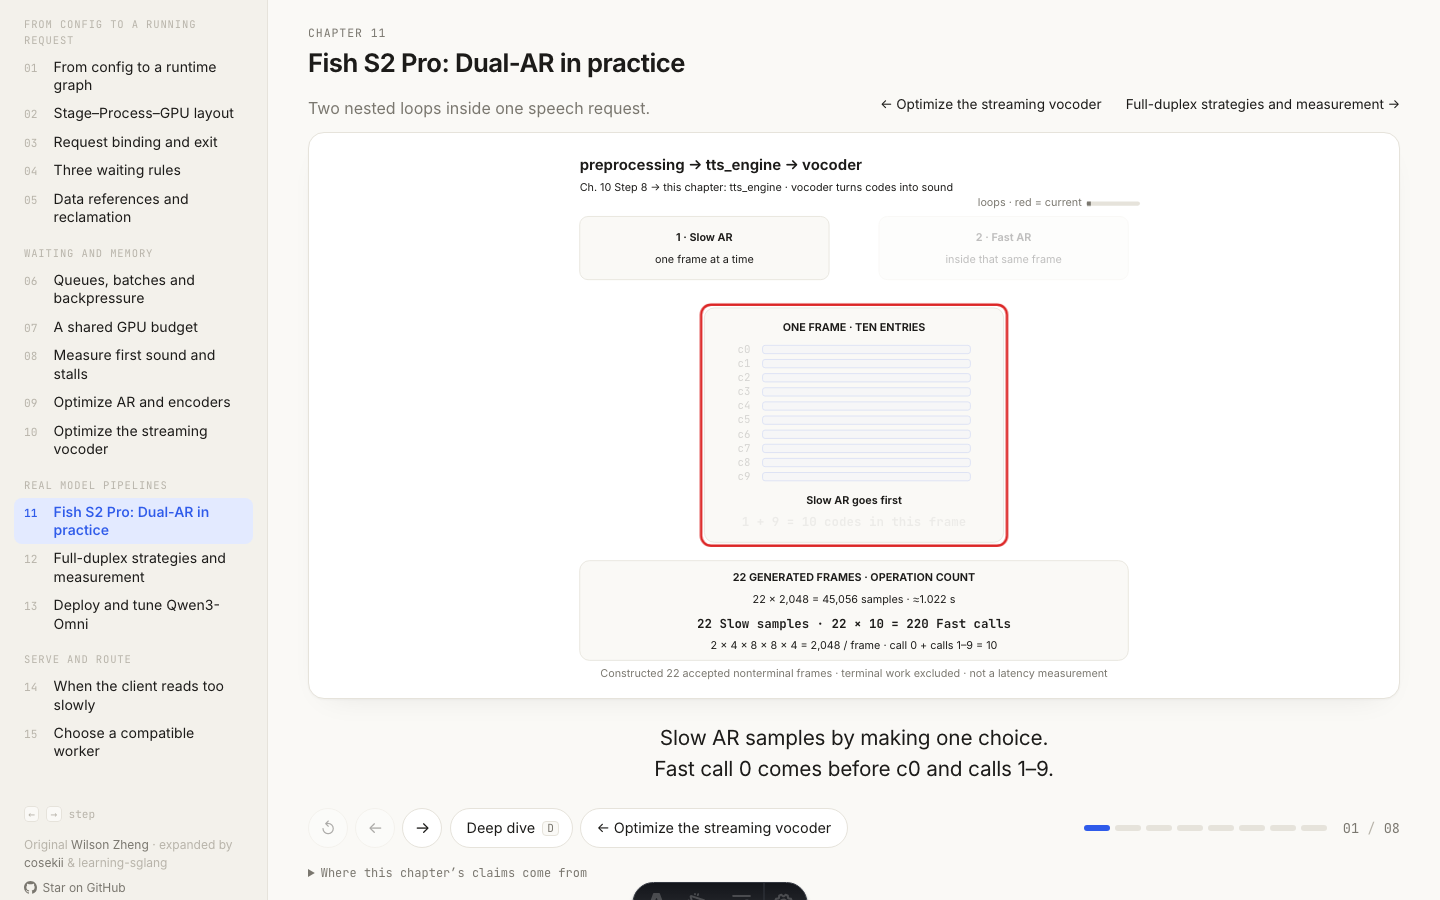 FROM CONFIG TO A RUNNING
REQUEST
01 From config to a runtime
graph
02 Stage–Process–GPU layout
03 Request binding and exit
04 Three waiting rules
05 Data references and
reclamation
WAITING AND MEMORY
06 Queues, batches and
backpressure
07 A shared GPU budget
08 Measure first sound and
stalls
09 Optimize AR and encoders
10 Optimize the streaming
vocoder
REAL MODEL PIPELINES
11 Fish S2 Pro: Dual-AR in
practice
12 Full-duplex strategies and
measurement
13 Deploy and tune Qwen3-
Omni
SERVE AND ROUTE
14 When the client reads too
slowly
15 Choose a compatible
worker
← → step
Original Wilson Zheng · expanded by
cosekii & learning-sglang
Star on GitHub
CHAPTER 11
Fish S2 Pro: Dual-AR in practice
Two nested loops inside one speech request.
← Optimize the streaming vocoder
Full-duplex strategies and measurement →
preprocessing → tts_engine → vocoder
Ch. 10 Step 8 → this chapter: tts_engine · vocoder turns codes into sound
loops · red = current
1 · Slow AR
one frame at a time
2 · Fast AR
inside that same frame
ONE FRAME · TEN ENTRIES
c0
c1
c2
c3
c4
c5
c6
c7
c8
c9
Slow AR goes first
1 + 9 = 10 codes in this frame
22 GENERATED FRAMES · OPERATION COUNT
22 × 2,048 = 45,056 samples · ≈1.022 s
22 Slow samples · 22 × 10 = 220 Fast calls
2 × 4 × 8 × 8 × 4 = 2,048 / frame · call 0 + calls 1–9 = 10
Constructed 22 accepted nonterminal frames · terminal work excluded · not a latency measurement
Slow AR samples by making one choice.
Fast call 0 comes before c0 and calls 1–9.
Deep dive D
← Optimize the streaming vocoder
01 / 08
▶ Where this chapter's claims come from